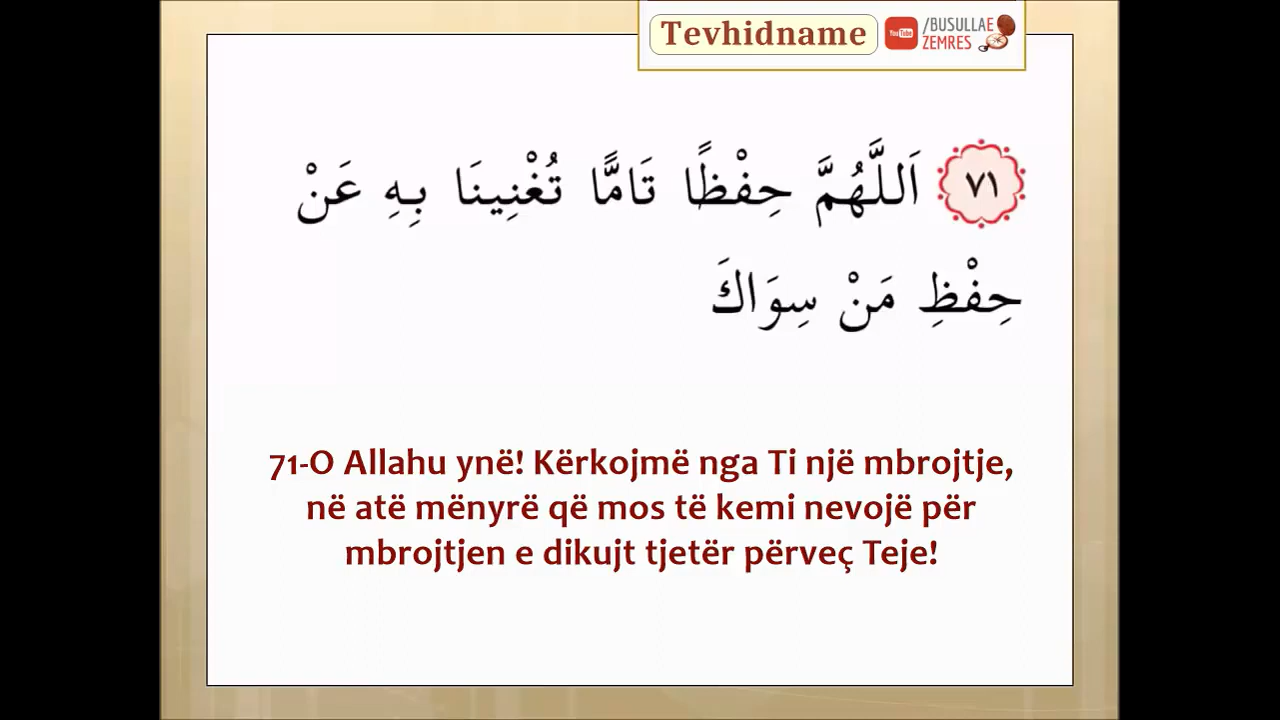 Tevhidname
YouTube
/BUSULLAE
ZEMRES
٧١ اَللَّهُمَّ حِفْظًا تَامًّا تُغْنِينَا بِهِ عَنْ
حِفْظِ مَنْ سِوَاكَ
71-O Allahu ynë! Kërkojmë nga Ti një mbrojtje,
në atë mënyrë që mos të kemi nevojë për
mbrojtjen e dikujt tjetër përveç Teje!